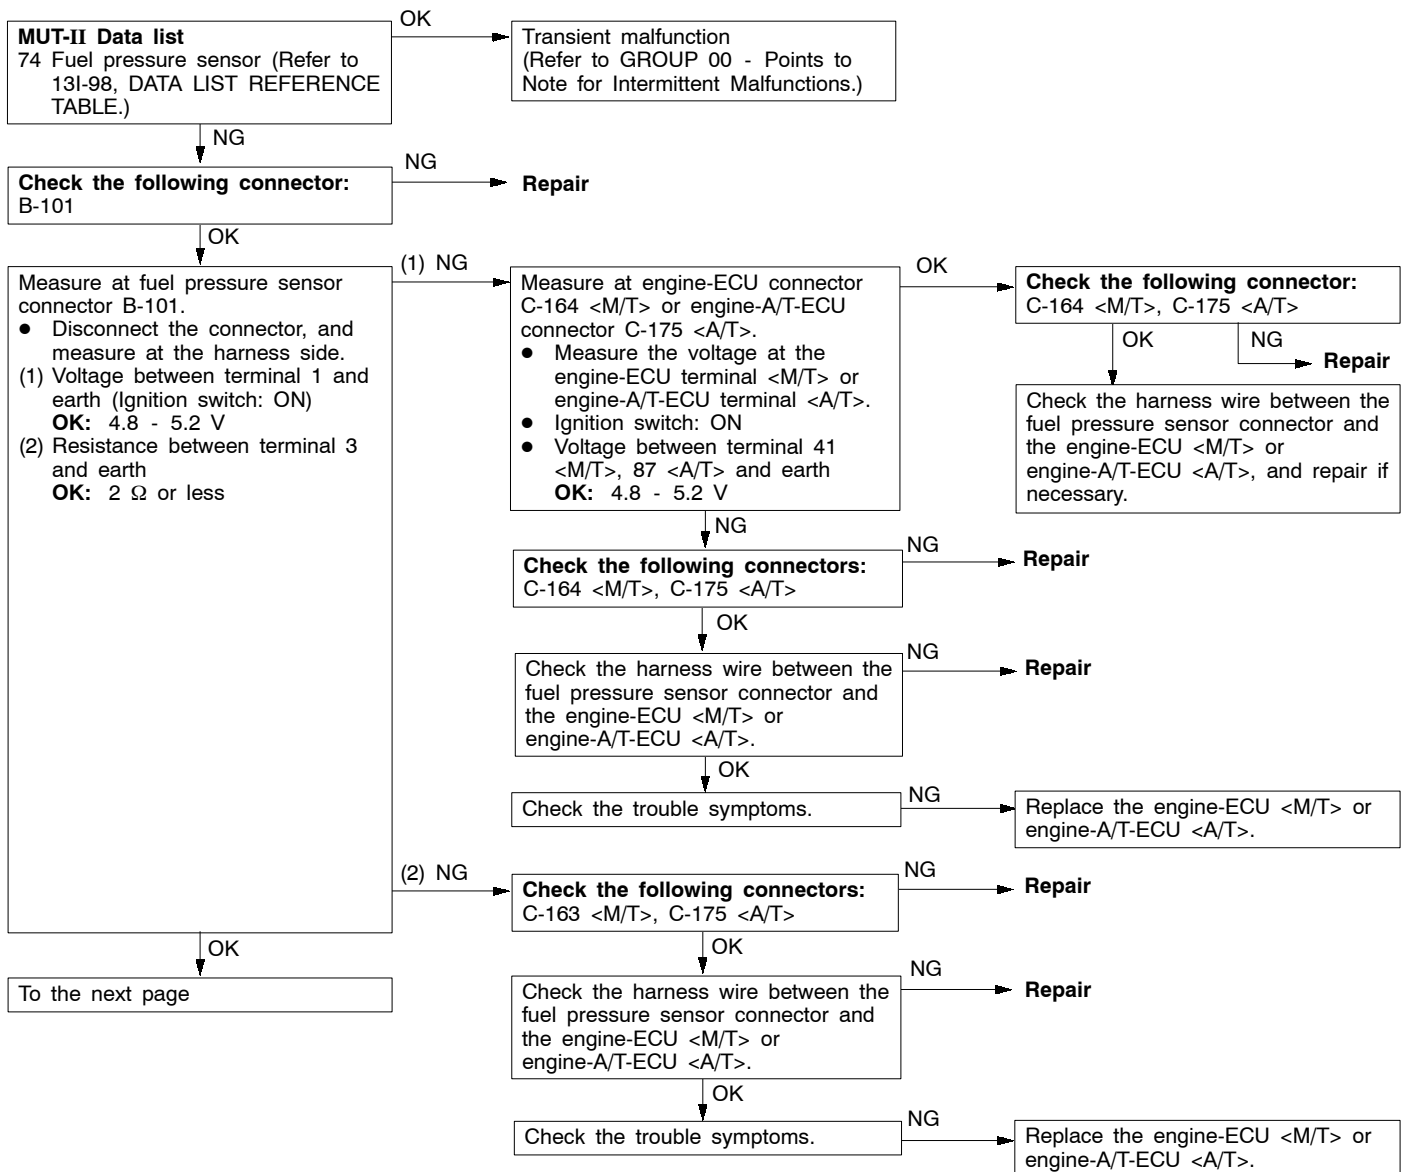 MUT-II Data list
74 Fuel pressure sensor (Refer to
13I-98, DATA LIST REFERENCE
TABLE.)
OK
Transient malfunction
(Refer to GROUP 00 - Points to
Note for Intermittent Malfunctions.)
NG
Check the following connector:
B-101
NG
Repair
OK
Measure at fuel pressure sensor
connector B-101.
● Disconnect the connector, and
measure at the harness side.
(1) Voltage between terminal 1 and
earth (Ignition switch: ON)
OK: 4.8 - 5.2 V
(2) Resistance between terminal 3
and earth
OK: 2 Ω or less
(1) NG
Measure at engine-ECU connector
C-164 <M/T> or engine-A/T-ECU
connector C-175 <A/T>.
● Measure the voltage at the
engine-ECU terminal <M/T> or
engine-A/T-ECU terminal <A/T>.
● Ignition switch: ON
● Voltage between terminal 41
<M/T>, 87 <A/T> and earth
OK: 4.8 - 5.2 V
OK
Check the following connector:
C-164 <M/T>, C-175 <A/T>
OK
NG
Repair
Check the harness wire between the
fuel pressure sensor connector and
the engine-ECU <M/T> or
engine-A/T-ECU <A/T>, and repair if
necessary.
NG
Check the following connectors:
C-164 <M/T>, C-175 <A/T>
NG
Repair
OK
Check the harness wire between the
fuel pressure sensor connector and
the engine-ECU <M/T> or
engine-A/T-ECU <A/T>.
NG
Repair
OK
Check the trouble symptoms.
NG
Replace the engine-ECU <M/T> or
engine-A/T-ECU <A/T>.
(2) NG
Check the following connectors:
C-163 <M/T>, C-175 <A/T>
NG
Repair
OK
Check the harness wire between the
fuel pressure sensor connector and
the engine-ECU <M/T> or
engine-A/T-ECU <A/T>.
NG
Repair
OK
Check the trouble symptoms.
NG
Replace the engine-ECU <M/T> or
engine-A/T-ECU <A/T>.
OK
To the next page